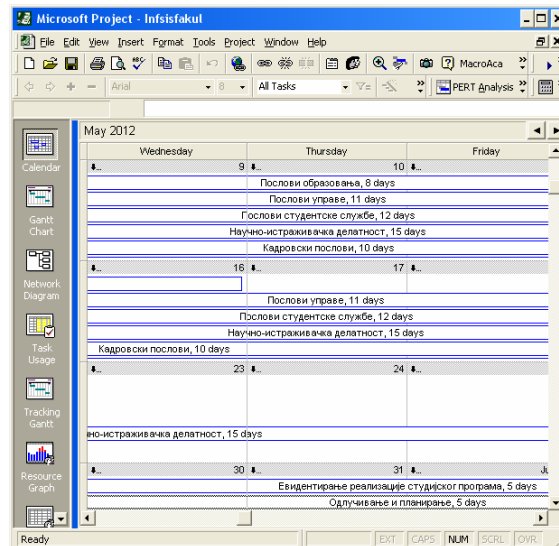 Microsoft Project - Infsisfakul
File Edit View Insert Format Tools Project Window Help
MacroAca
Arial 8 All Tasks PERT Analysis
May 2012
Wednesday Thursday Friday
9 10
Послови образовања, 8 days
Послови управе, 11 days
Послови студентске службе, 12 days
Научно-истраживачка делатност, 15 days
Кадровски послови, 10 days
16 17
Послови управе, 11 days
Послови студентске службе, 12 days
Научно-истраживачка делатност, 15 days
Кадровски послови, 10 days
23 24
но-истраживачка делатност, 15 days
30 31 Ju
Евидентирање реализације студијског програма, 5 days
Одлучивање и планирање, 5 days
Calendar
Gantt
Chart
Network
Diagram
Task
Usage
Tracking
Gantt
Resource
Graph
Ready EXT CAPS NUM SCRL OVR